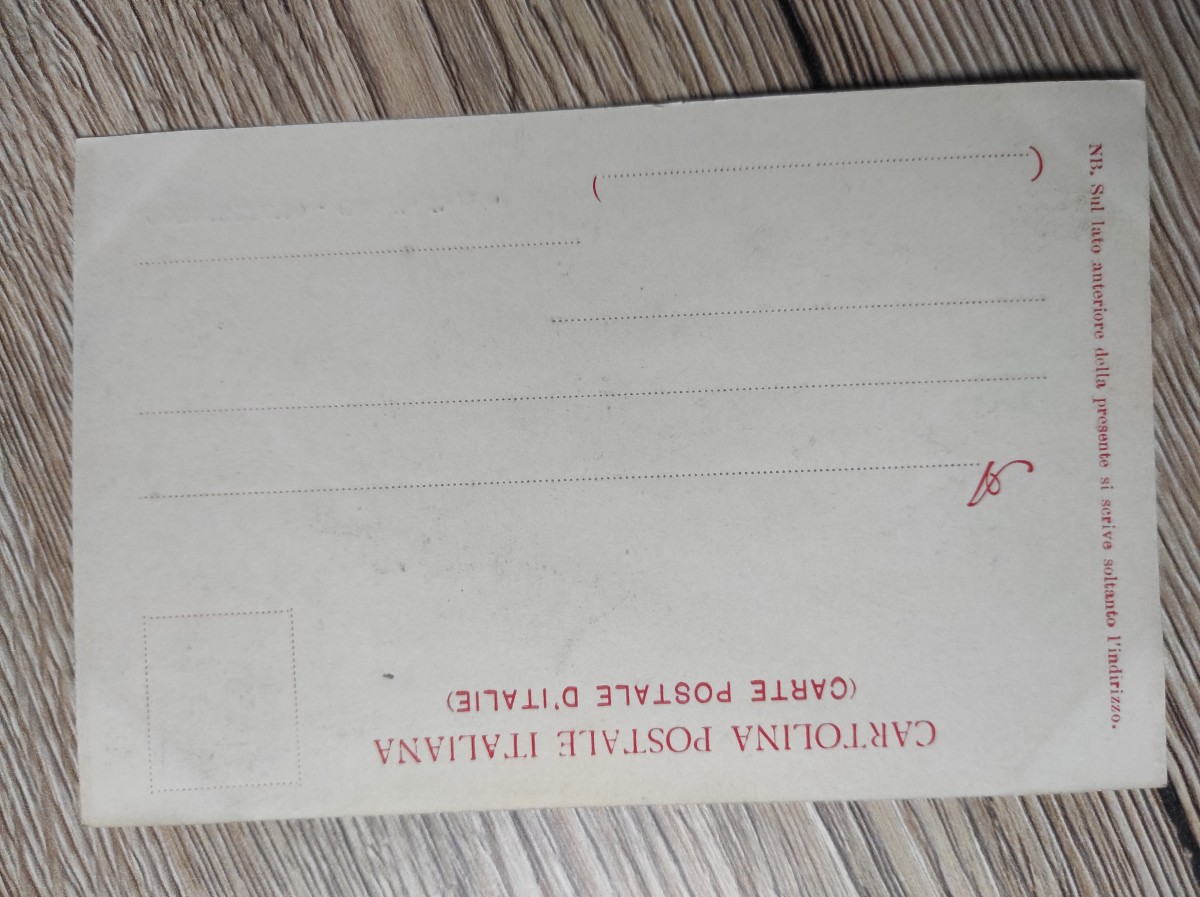 CARTOLINA POSTALE ITALIANA
(CARTE POSTALE D'ITALIE)
A
(
)
NB. Sul lato anteriore della presente si scrive soltanto l'indirizzo.